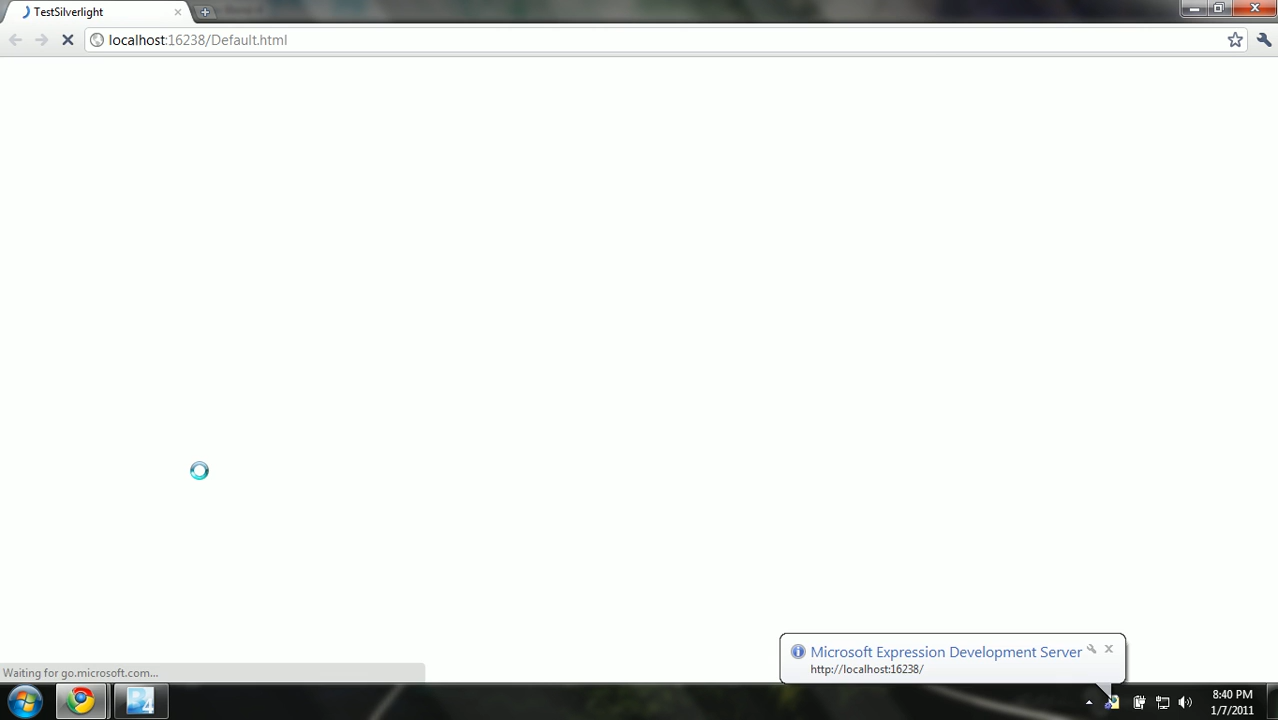 TestSilverlight
localhost:16238/Default.html
Microsoft Expression Development Server
http://localhost:16238/
Waiting for go.microsoft.com...
8:40 PM
1/7/2011